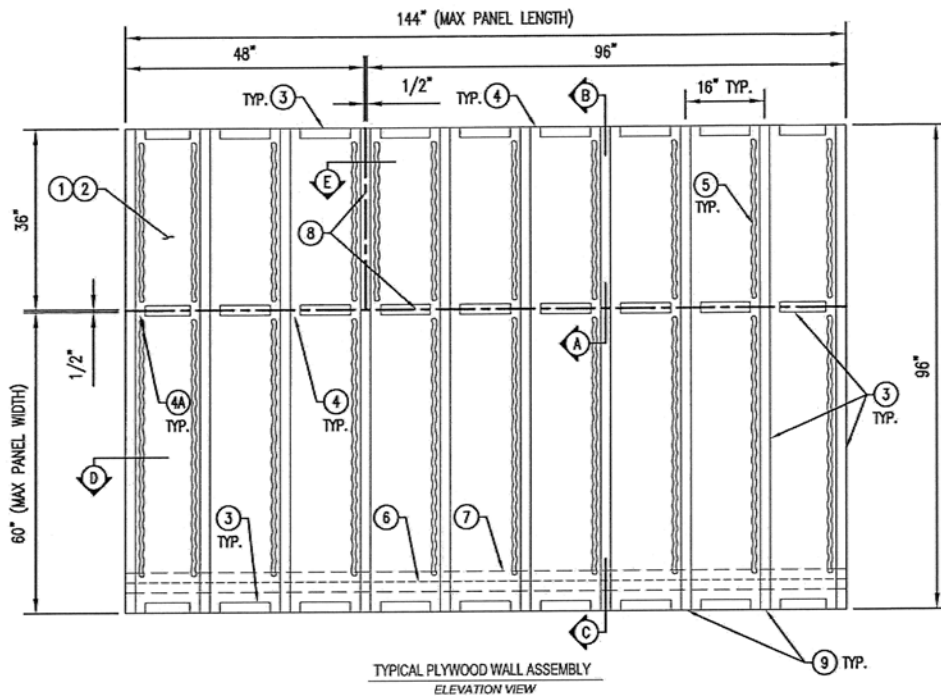 144" (MAX PANEL LENGTH)
48"
96"
1/2"
TYP. 3
TYP. 4
B
16" TYP.
E
1 2
5
TYP.
36"
8
A
1/2"
4A
TYP.
4
TYP.
3
TYP.
96"
60" (MAX PANEL WIDTH)
D
3
TYP.
6
7
C
9 TYP.
TYPICAL PLYWOOD WALL ASSEMBLY
ELEVATION VIEW